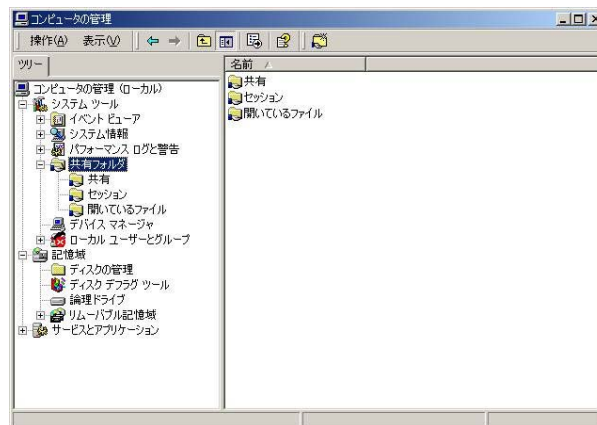 コンピュータの管理
操作(A) 表示(V)
ツリー
コンピュータの管理 (ローカル)
システム ツール
イベント ビューア
システム情報
パフォーマンス ログと警告
共有フォルダ
共有
セッション
開いているファイル
デバイス マネージャ
ローカル ユーザーとグループ
記憶域
ディスクの管理
ディスク デフラグ ツール
論理ドライブ
リムーバブル記憶域
サービスとアプリケーション
名前
共有
セッション
開いているファイル